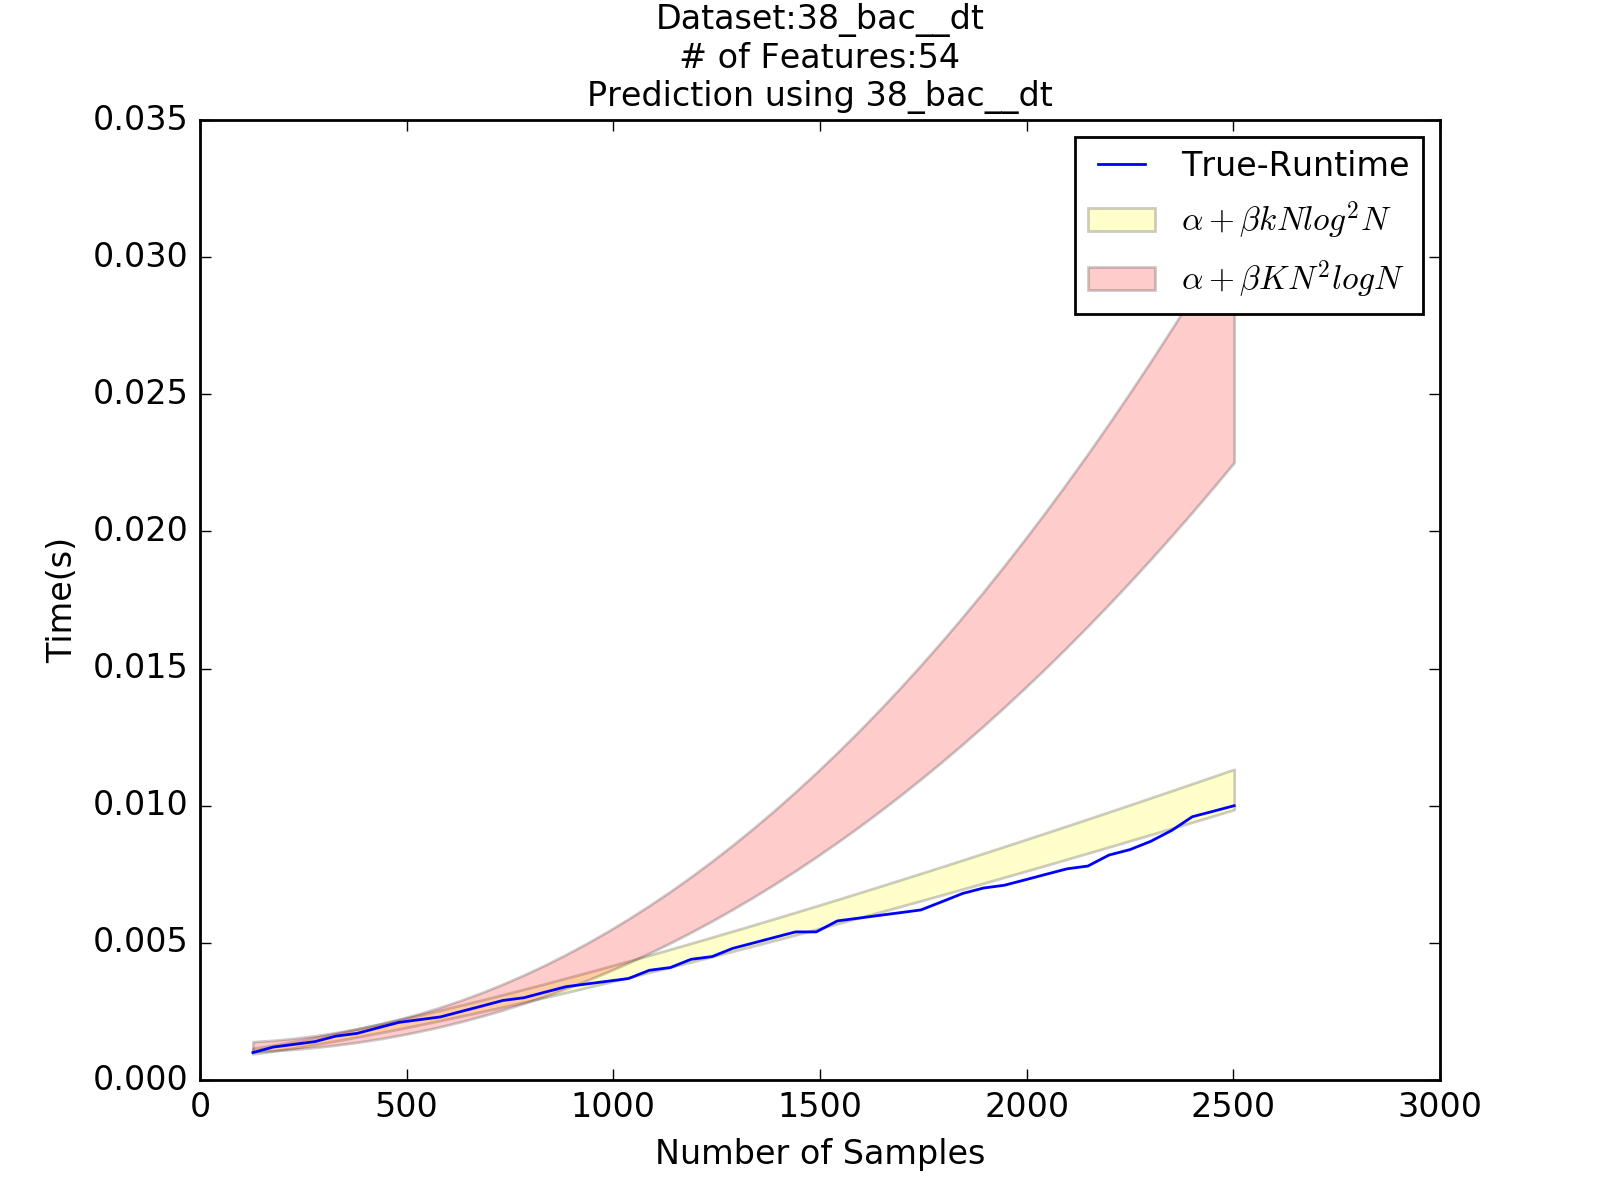 Dataset:38_bac__dt
# of Features:54
Prediction using 38_bac__dt
0.035
0.030
0.025
0.020
0.015
0.010
0.005
0.000
Time(s)
True-Runtime
α + βkNlog²N
α + βKN²logN
0 500 1000 1500 2000 2500 3000
Number of Samples